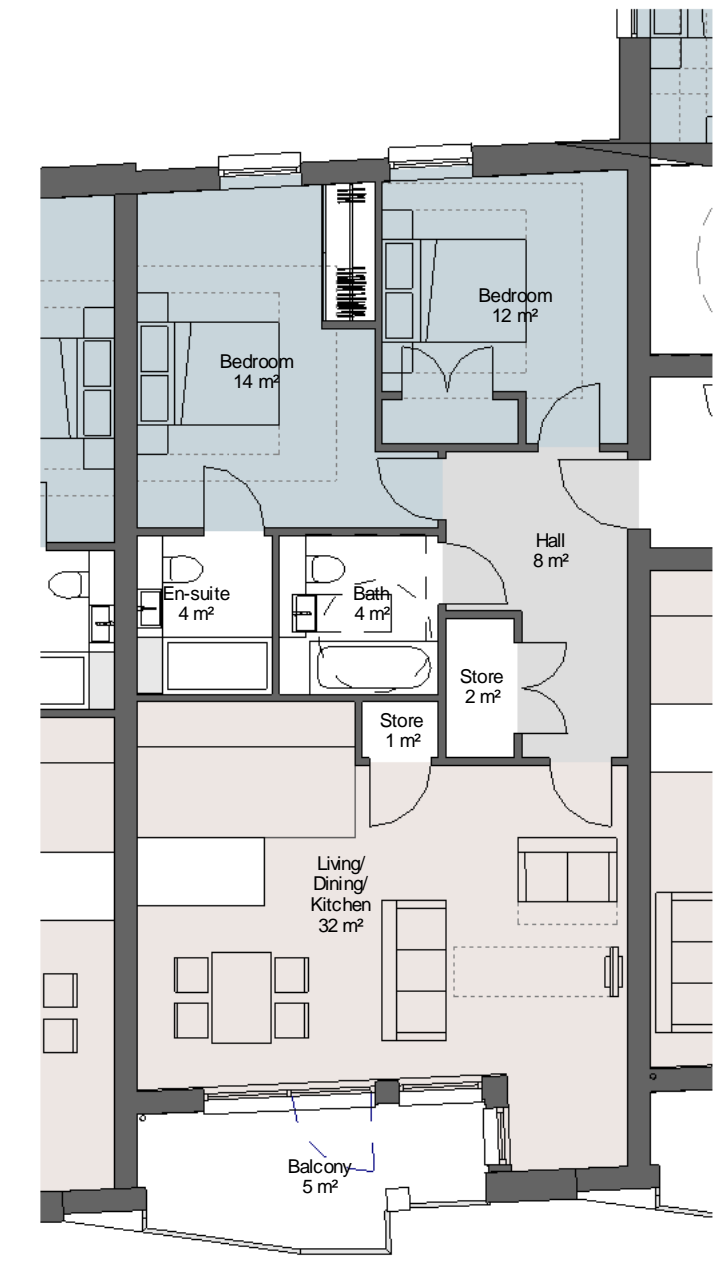 Bedroom
12 m²
Bedroom
14 m²
Hall
8 m²
En-suite
4 m²
Bath
4 m²
Store
2 m²
Store
1 m²
Living/
Dining/
Kitchen
32 m²
Balcony
5 m²